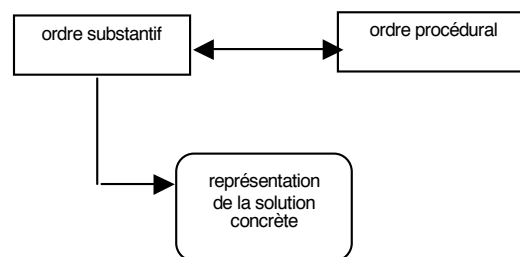 ordre substantif
ordre procédural
représentation
de la solution
concrète